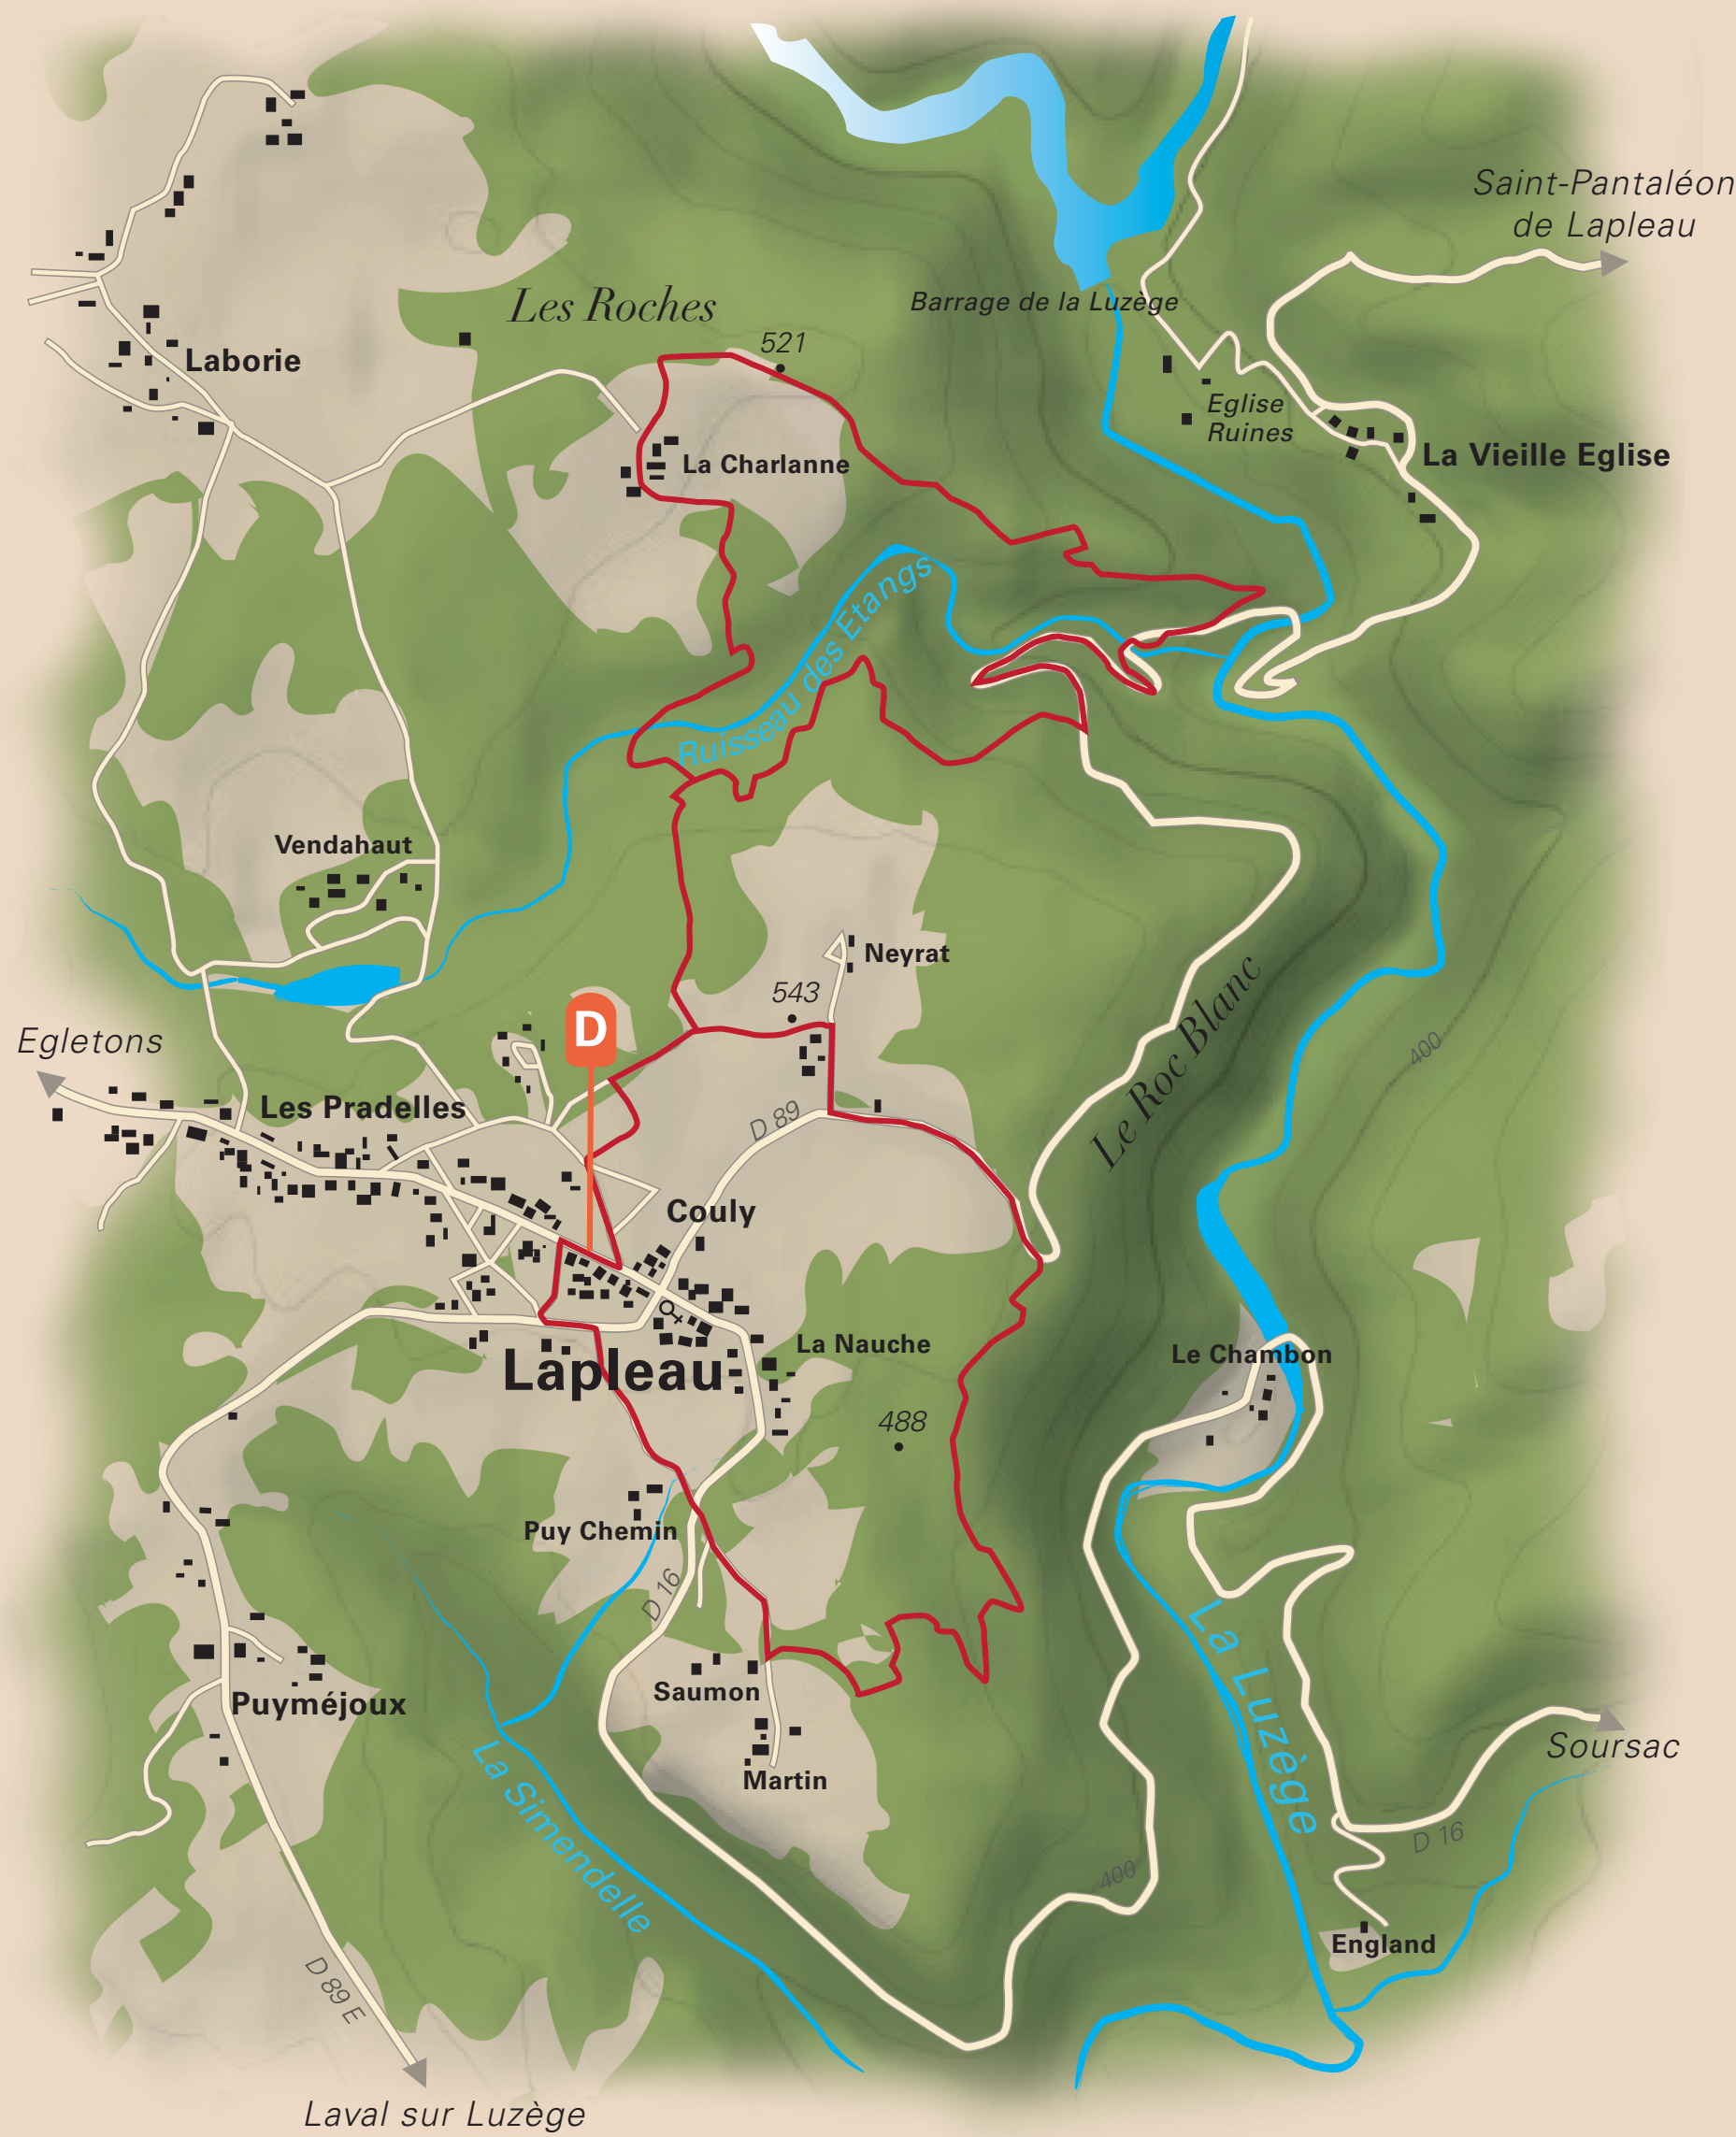 Saint-Pantaléon
de Lapleau
Les Roches
Barrage de la Luzège
521
Laborie
Eglise
Ruines
La Charlanne
La Vieille Eglise
Ruisseau des Etangs
Vendahaut
Neyrat
543
D
Egletons
Le Roc Blanc
400
Les Pradelles
D 89
Couly
Lapleau
La Nauche
Le Chambon
488
Puy Chemin
D 16
La Luzège
Saumon
Puyméjoux
Soursac
Martin
La Simendelle
D 16
400
England
D 89 E
Laval sur Luzège